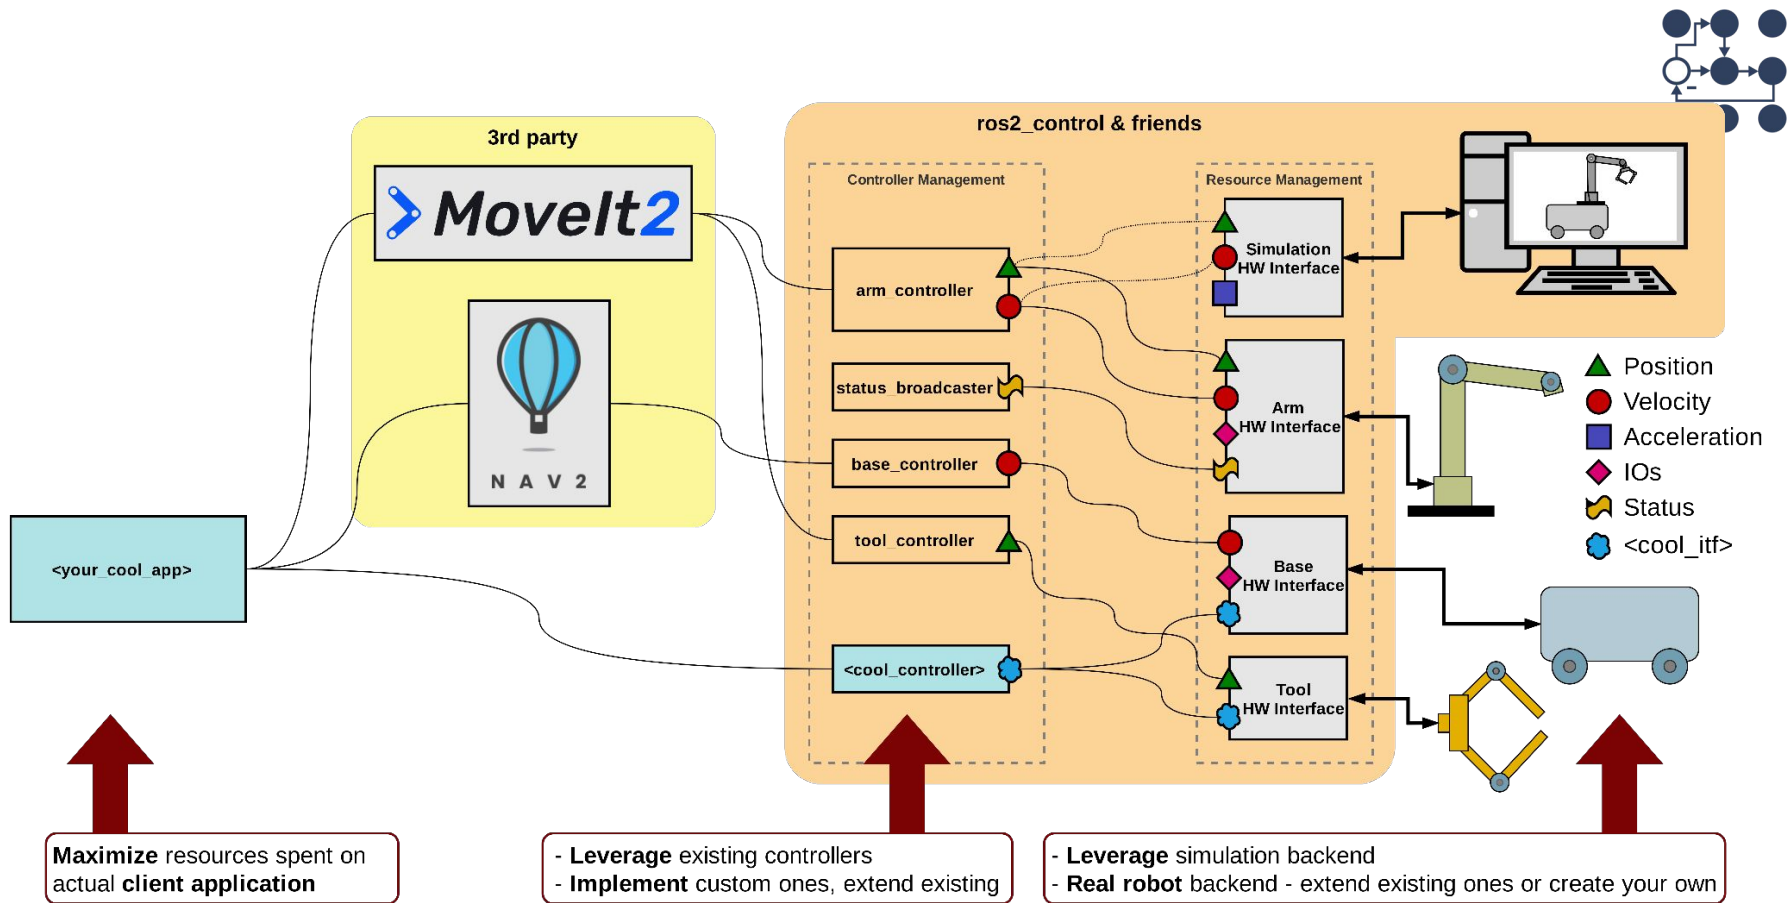 3rd party
MoveIt2
NAV2
<your_cool_app>
ros2_control & friends
Controller Management
arm_controller
status_broadcaster
base_controller
tool_controller
<cool_controller>
Resource Management
Simulation
HW Interface
Arm
HW Interface
Base
HW Interface
Tool
HW Interface
Position
Velocity
Acceleration
IOs
Status
<cool_itf>
Maximize resources spent on
actual client application
- Leverage existing controllers
- Implement custom ones, extend existing
- Leverage simulation backend
- Real robot backend - extend existing ones or create your own